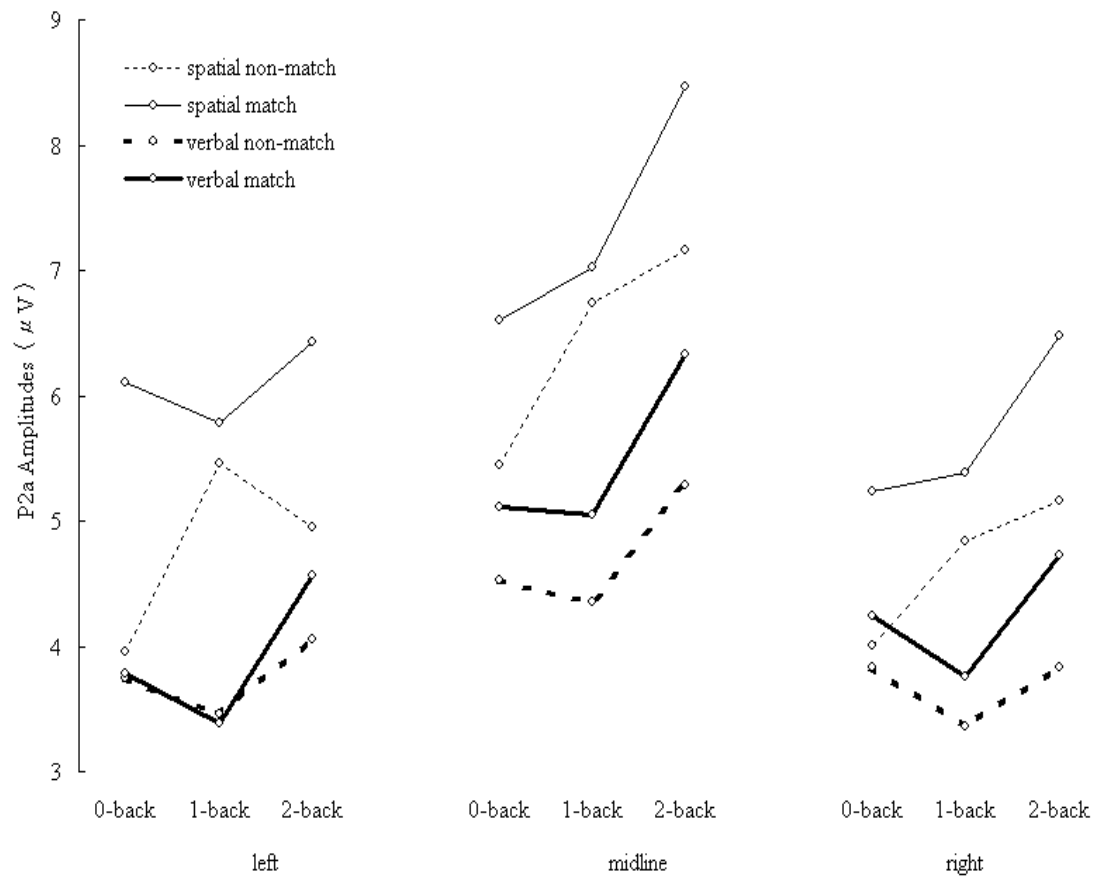 9
spatial non-match
spatial match
8
verbal non-match
verbal match
7
P2a Amplitudes ( μ V )
6
5
4
3
0-back 1-back 2-back 0-back 1-back 2-back 0-back 1-back 2-back
left midline right